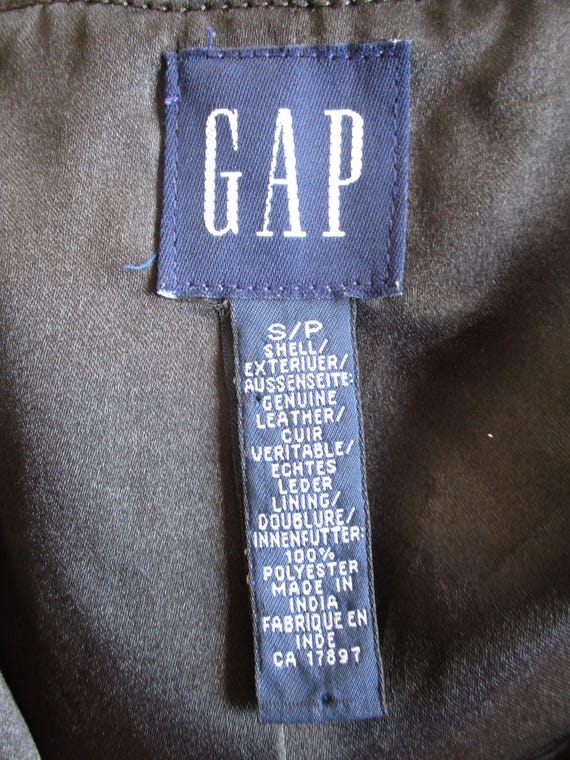 GAP
S/P
SHELL/
EXTERIUER/
AUSSENSEITE:
GENUINE
LEATHER/
CUIR
VERITABLE/
ECHTES
LEDER
LINING/
DOUBLURE/
INNENFUTTER:
100%
POLYESTER
MADE IN
INDIA
FABRIQUE EN
INDE
CA 17897